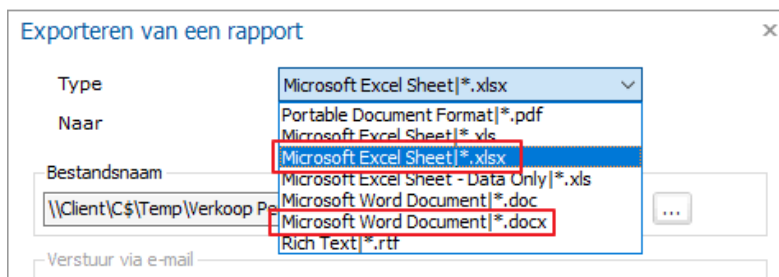 Exporteren van een rapport
Type
Microsoft Excel Sheet|*.xlsx
Portable Document Format|*.pdf
Naar
Microsoft Excel Sheet|*.xls
Microsoft Excel Sheet|*.xlsx
Bestandsnaam
Microsoft Excel Sheet - Data Only|*.xls
Microsoft Word Document|*.doc
\\Client\C$\Temp\Verkoop Pe
...
Microsoft Word Document|*.docx
Rich Text|*.rtf
Verstuur via e-mail